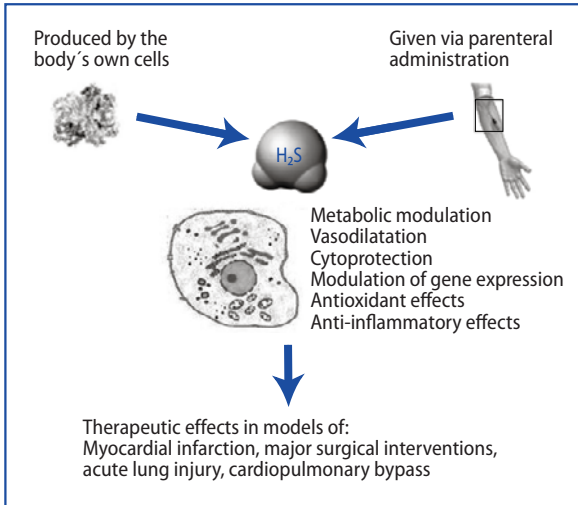 Produced by the
body´s own cells
Given via parenteral
administration
H₂S
Metabolic modulation
Vasodilatation
Cytoprotection
Modulation of gene expression
Antioxidant effects
Anti-inflammatory effects
Therapeutic effects in models of:
Myocardial infarction, major surgical interventions,
acute lung injury, cardiopulmonary bypass